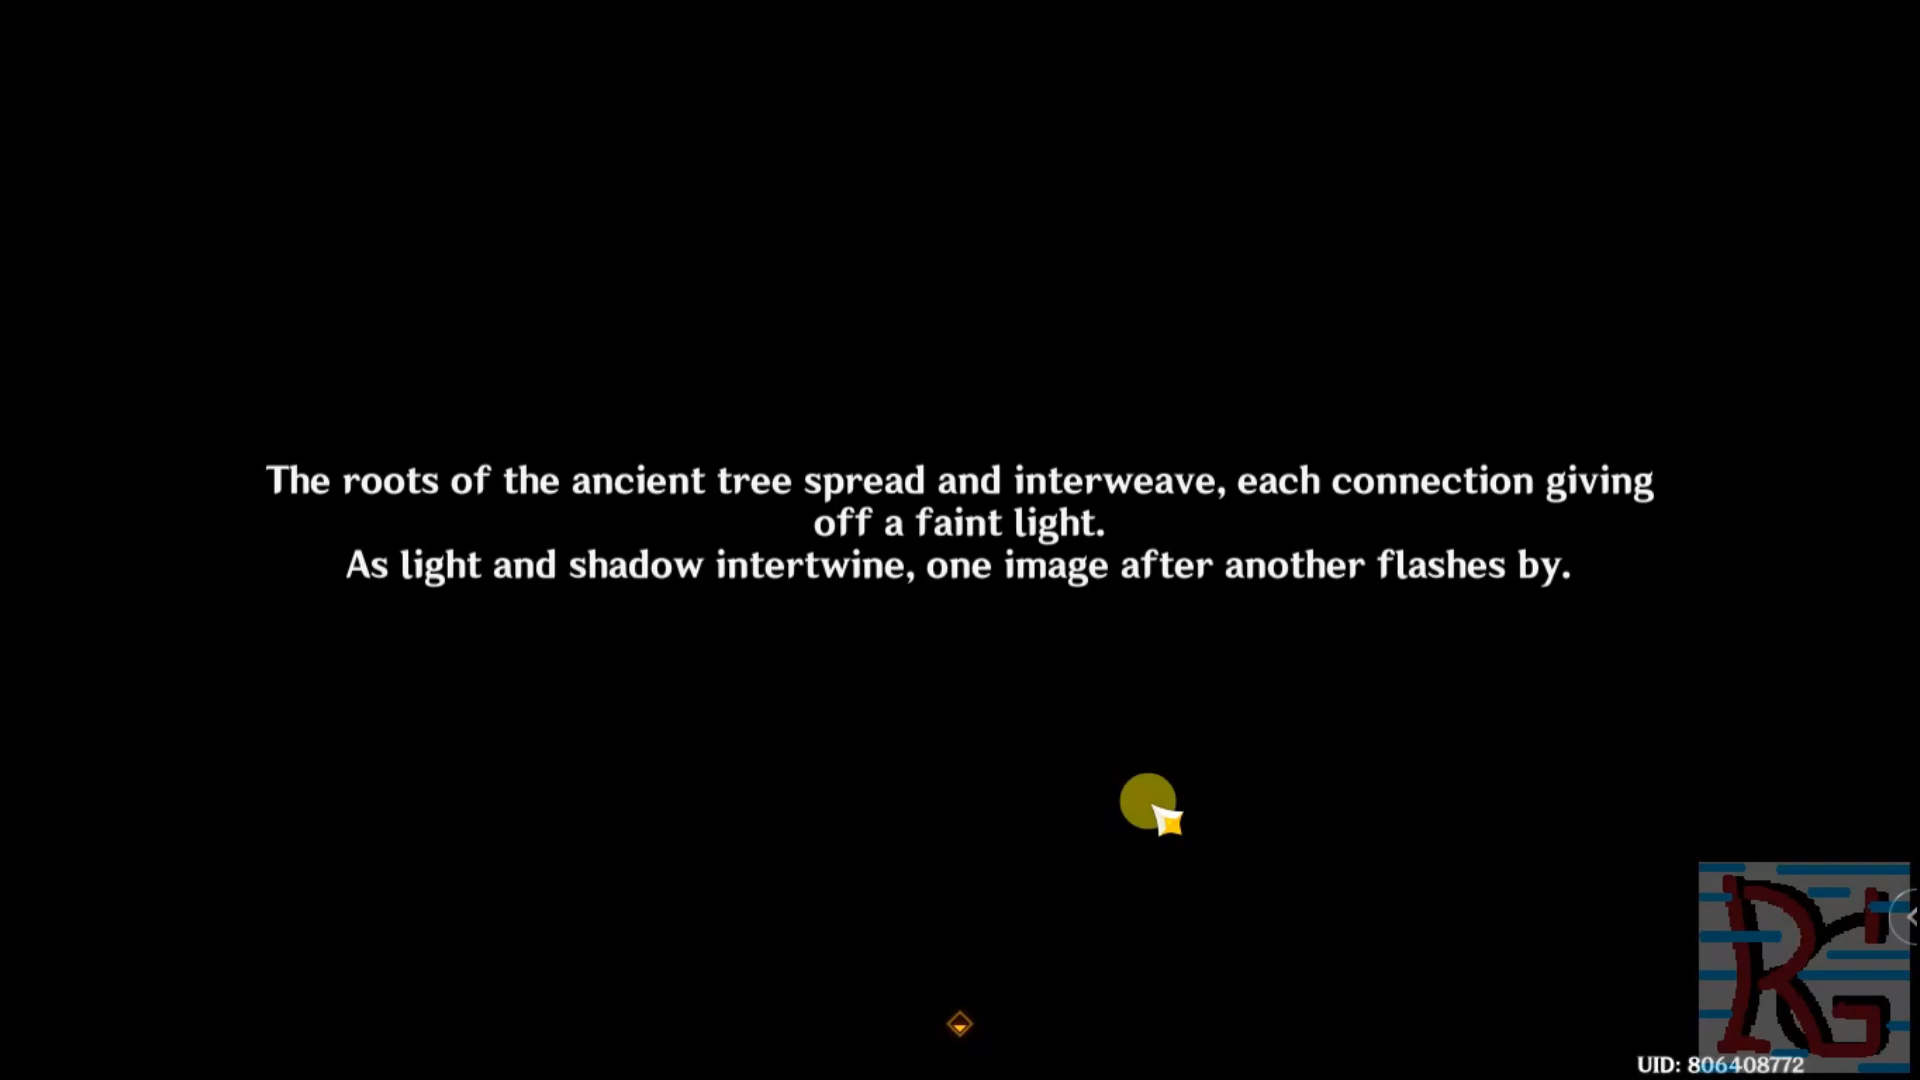 The roots of the ancient tree spread and interweave, each connection giving
off a faint light.
As light and shadow intertwine, one image after another flashes by.
RG
UID: 806408772